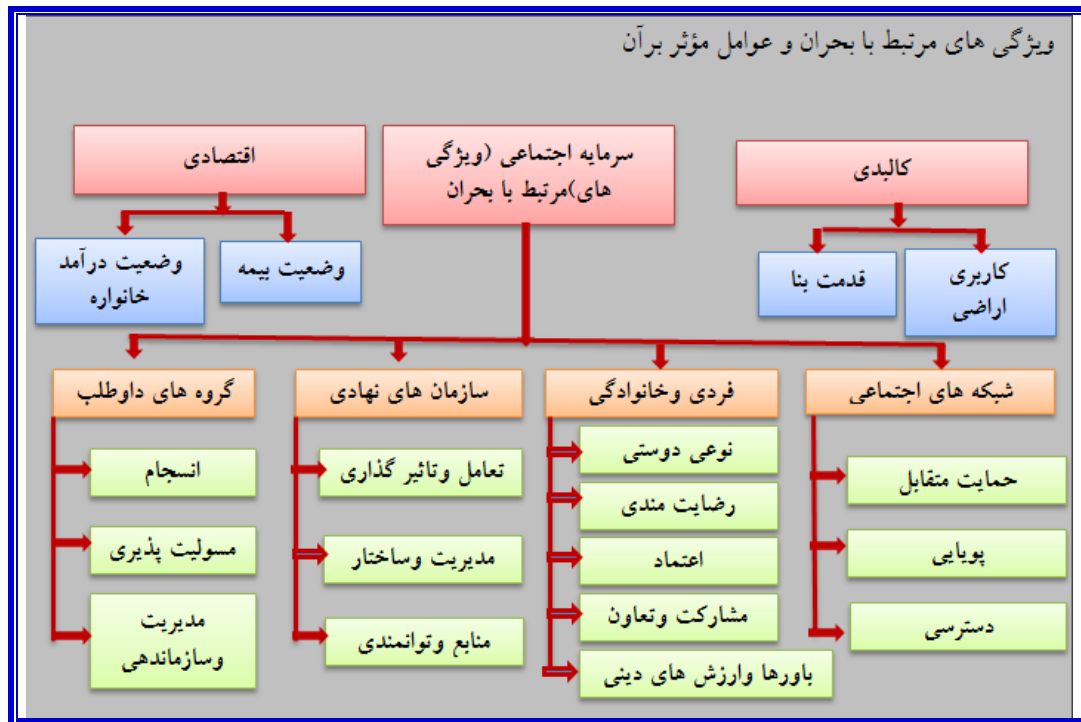 ویژگی های مرتبط با بحران و عوامل مؤثر برآن
کالبدی
سرمایه اجتماعی (ویژگی
های)مرتبط با بحران
اقتصادی
کاربری
اراضی
قدمت بنا
وضعیت بیمه
وضعیت درآمد
خانواره
شبکه های اجتماعی
حمایت متقابل
پویایی
دسترسی
فردی وخانوادگی
نوعی دوستی
رضایت مندی
اعتماد
مشارکت وتعاون
باورها وارزش های دینی
سازمان های نهادی
تعامل وتاثیر گذاری
مدیریت وساختار
منابع وتوانمندی
گروه های داوطلب
انسجام
مسولیت پذیری
مدیریت
وسازماندهی